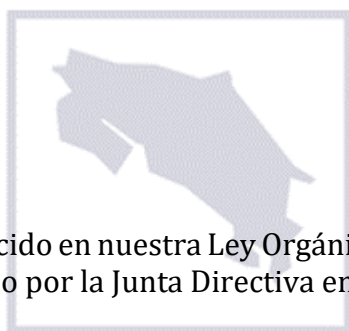 cido en nuestra Ley Orgáni
o por la Junta Directiva en